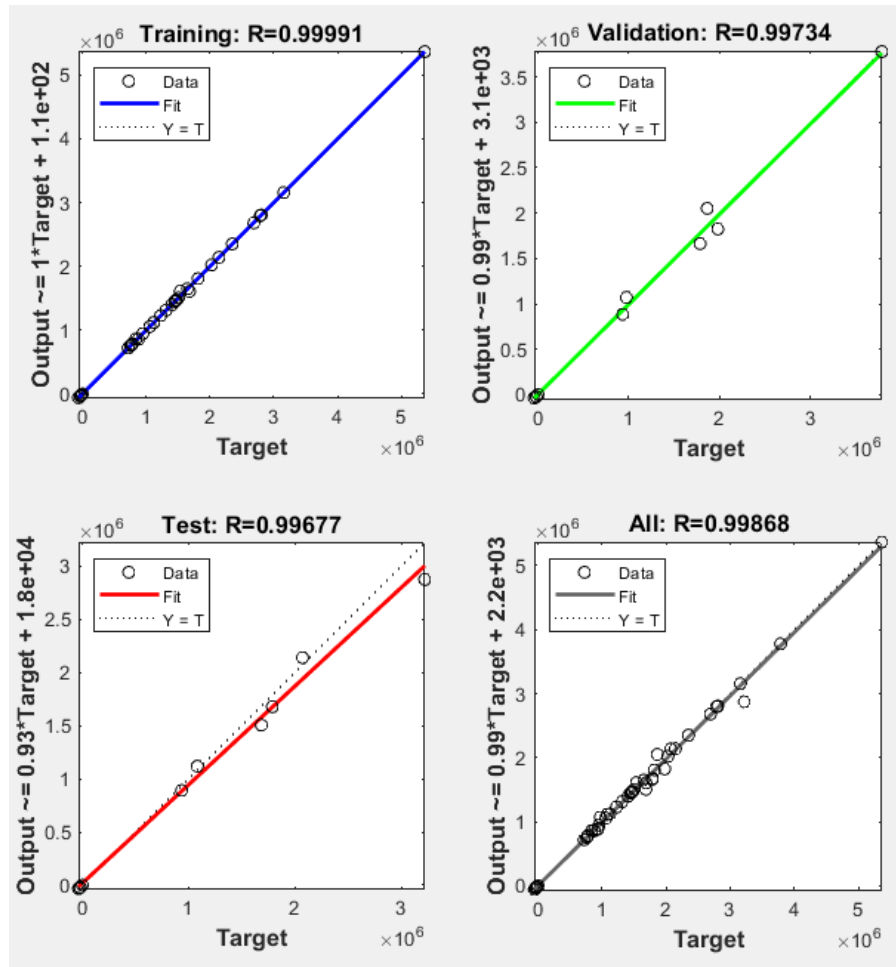 Training: R=0.99991
×10^6
Output ~= 1*Target + 1.1e+02
Data
Fit
Y = T
5
4
3
2
1
0
0 1 2 3 4 5
Target
×10^6
Validation: R=0.99734
×10^6
Output ~= 0.99*Target + 3.1e+03
Data
Fit
Y = T
3.5
3
2.5
2
1.5
1
0.5
0
0 1 2 3
Target
×10^6
Test: R=0.99677
×10^6
Output ~= 0.93*Target + 1.8e+04
Data
Fit
Y = T
3
2.5
2
1.5
1
0.5
0
0 1 2 3
Target
×10^6
All: R=0.99868
×10^6
Output ~= 0.99*Target + 2.2e+03
Data
Fit
Y = T
5
4
3
2
1
0
0 1 2 3 4 5
Target
×10^6